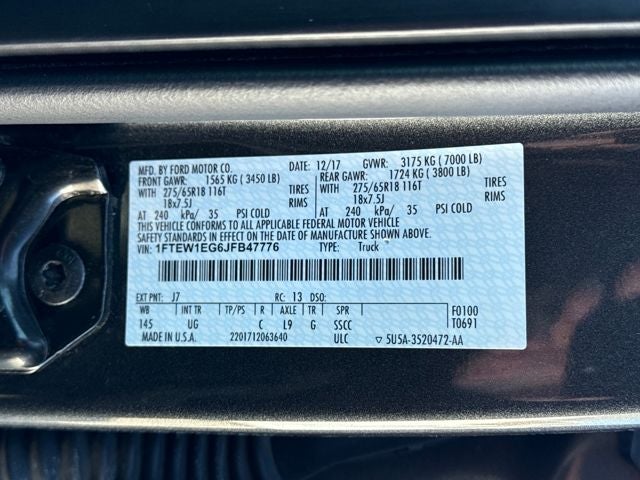 MFD. BY FORD MOTOR CO. DATE: 12/17 GVWR: 3175 KG (7000 LB)
FRONT GAWR: 1565 KG (3450 LB) REAR GAWR: 1724 KG (3800 LB)
WITH 275/65R18 116T TIRES WITH 275/65R18 116T TIRES
18x7.5J RIMS 18x7.5J RIMS
AT 240 kPa/ 35 PSI COLD AT 240 kPa/ 35 PSI COLD
THIS VEHICLE CONFORMS TO ALL APPLICABLE FEDERAL MOTOR VEHICLE
SAFETY STANDARDS IN EFFECT ON THE DATE OF MANUFACTURE SHOWN ABOVE.
VIN: 1FTEW1EG6JFB47776 TYPE: Truck
EXT PNT: J7 RC: 13 DSO:
WB INT TR TP/PS R AXLE TR SPR F0100
145 UG C L9 G SSCC T0691
MADE IN U.S.A. 2201712063640 ULC ▽ 5U5A-3520472-AA